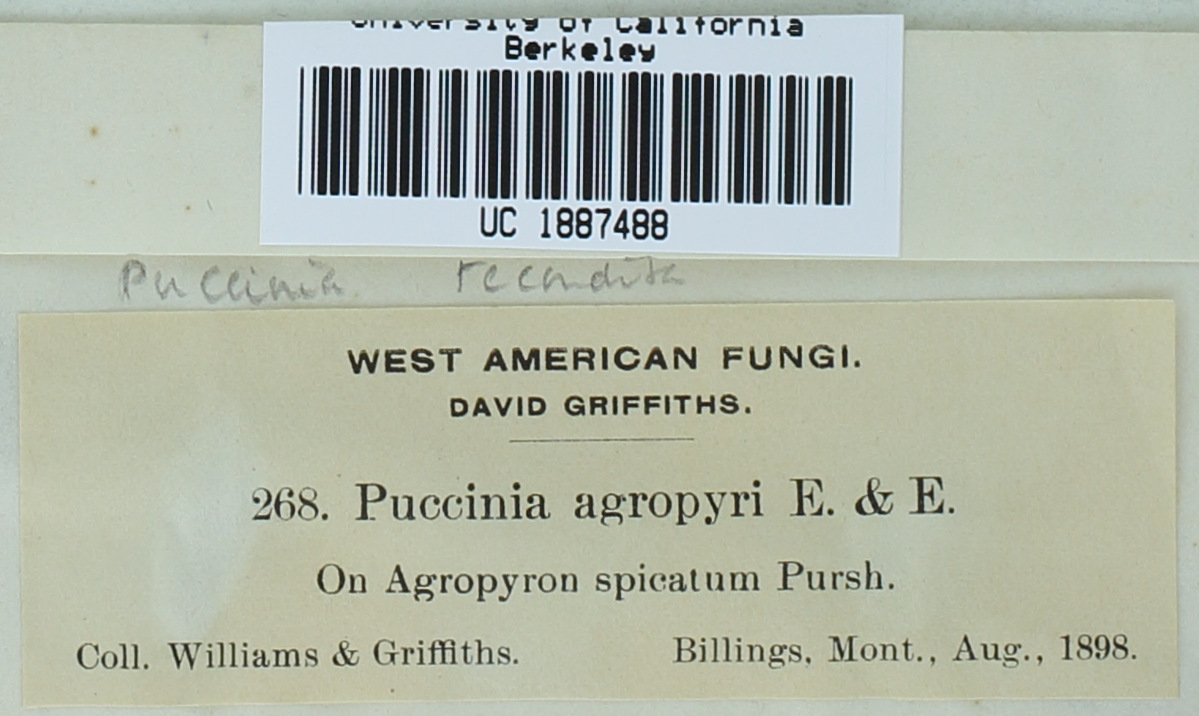 University of California
Berkeley
UC 1887488
Puccinia recondita
WEST AMERICAN FUNGI.
DAVID GRIFFITHS.
268. Puccinia agropyri E. & E.
On Agropyron spicatum Pursh.
Coll. Williams & Griffiths. Billings, Mont., Aug., 1898.